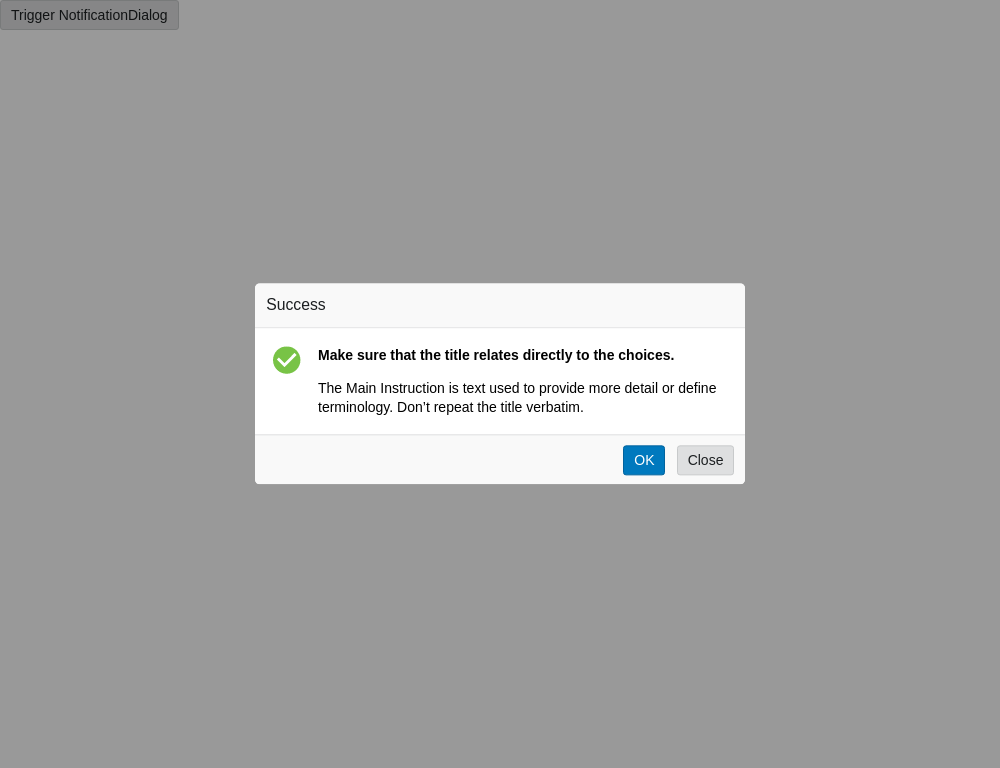 Trigger NotificationDialog
Success
Make sure that the title relates directly to the choices.
The Main Instruction is text used to provide more detail or define
terminology. Don’t repeat the title verbatim.
OK
Close